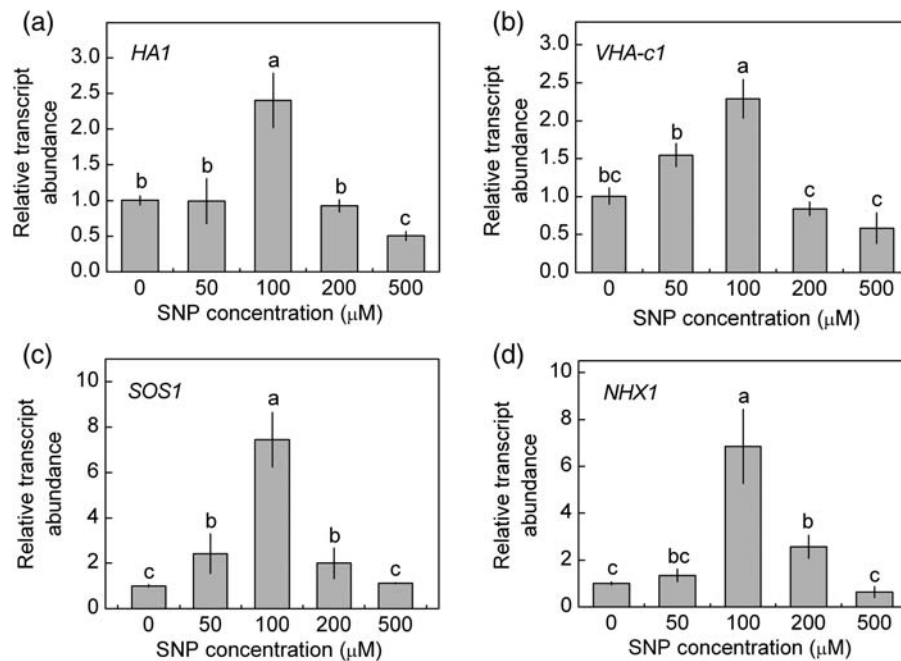 (a)
HA1
Relative transcript
abundance
3.0
2.5
2.0
1.5
1.0
0.5
0.0
b
b
a
b
c
0 50 100 200 500
SNP concentration (μM)
(b)
VHA-c1
Relative transcript
abundance
3.0
2.5
2.0
1.5
1.0
0.5
0.0
bc
b
a
c
c
0 50 100 200 500
SNP concentration (μM)
(c)
SOS1
Relative transcript
abundance
10
8
6
4
2
0
c
b
a
b
c
0 50 100 200 500
SNP concentration (μM)
(d)
NHX1
Relative transcript
abundance
10
8
6
4
2
0
c
bc
a
b
c
0 50 100 200 500
SNP concentration (μM)